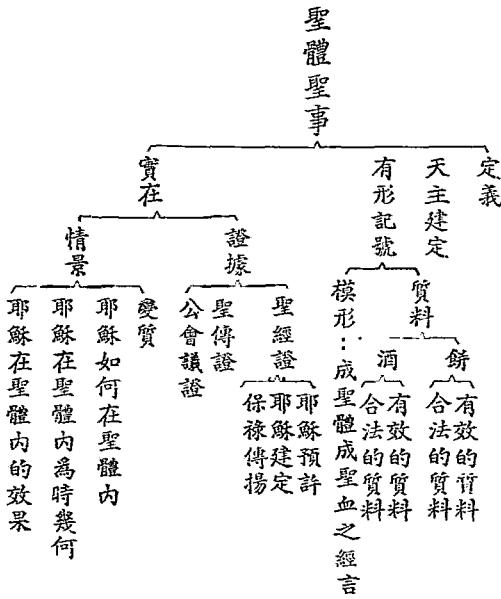 聖體聖事
定義
天主建定
有形記號
質料
餅
有效的質料
合法的質料
酒
有效的質料
合法的質料
模形：成聖體成聖血之經言
實在
證據
聖經證
耶穌預許
耶穌建定
保祿傳揚
聖傳證
公會議證
情景
變質
耶穌如何在聖體內
耶穌在聖體內為時幾何
耶穌在聖體內的效果